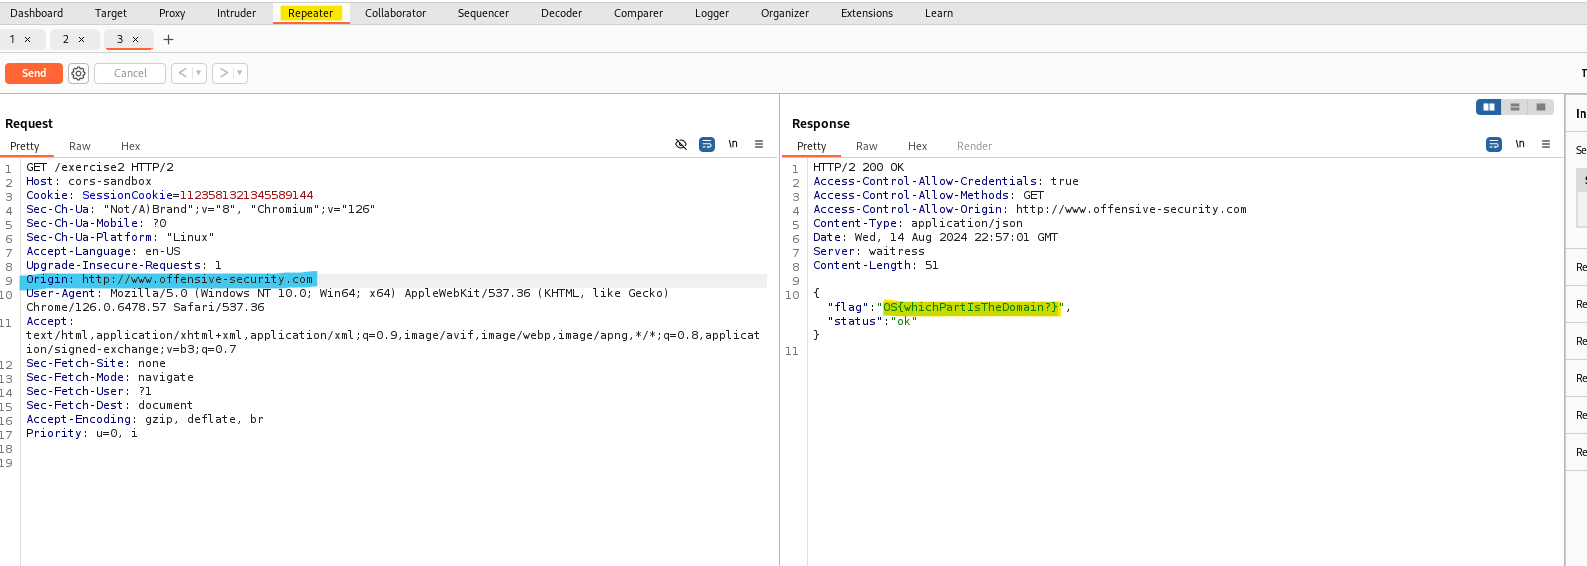 Dashboard Target Proxy Intruder Repeater Collaborator Sequencer Decoder Comparer Logger Organizer Extensions Learn
1 × 2 × 3 × +
Send Cancel < >
Request
Pretty Raw Hex \n
1 GET /exercise2 HTTP/2
2 Host: cors-sandbox
3 Cookie: SessionCookie=1123581321345589144
4 Sec-Ch-Ua: "Not/A)Brand";v="8", "Chromium";v="126"
5 Sec-Ch-Ua-Mobile: ?0
6 Sec-Ch-Ua-Platform: "Linux"
7 Accept-Language: en-US
8 Upgrade-Insecure-Requests: 1
9 Origin: http://www.offensive-security.com
10 User-Agent: Mozilla/5.0 (Windows NT 10.0; Win64; x64) AppleWebKit/537.36 (KHTML, like Gecko)
Chrome/126.0.6478.57 Safari/537.36
11 Accept:
text/html,application/xhtml+xml,application/xml;q=0.9,image/avif,image/webp,image/apng,*/*;q=0.8,applicat
ion/signed-exchange;v=b3;q=0.7
12 Sec-Fetch-Site: none
13 Sec-Fetch-Mode: navigate
14 Sec-Fetch-User: ?1
15 Sec-Fetch-Dest: document
16 Accept-Encoding: gzip, deflate, br
17 Priority: u=0, i
18
19
Response
Pretty Raw Hex Render \n
1 HTTP/2 200 OK
2 Access-Control-Allow-Credentials: true
3 Access-Control-Allow-Methods: GET
4 Access-Control-Allow-Origin: http://www.offensive-security.com
5 Content-Type: application/json
6 Date: Wed, 14 Aug 2024 22:57:01 GMT
7 Server: waitress
8 Content-Length: 51
9
10 {
"flag":"OS{whichPartIsTheDomain?}",
"status":"ok"
}
11
T
In
Se
Re
Re
Re
Re
Re
Re